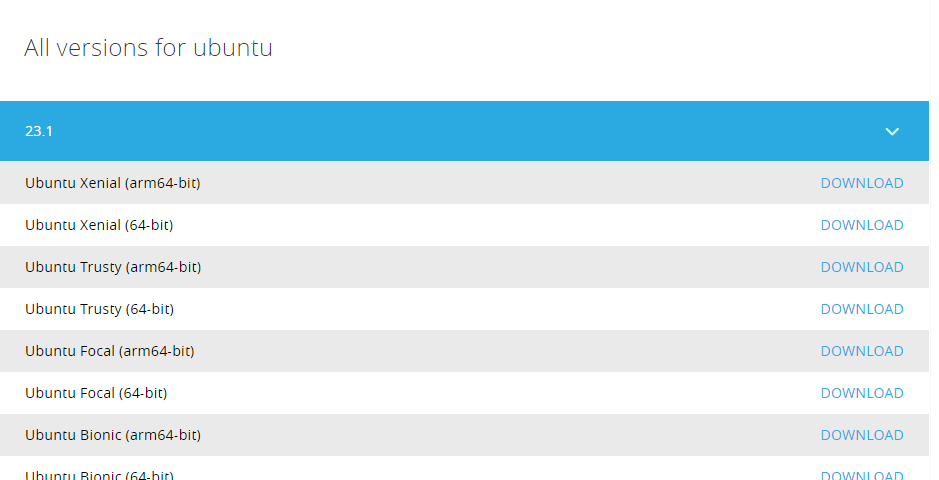 All versions for ubuntu
23.1
Ubuntu Xenial (arm64-bit) DOWNLOAD
Ubuntu Xenial (64-bit) DOWNLOAD
Ubuntu Trusty (arm64-bit) DOWNLOAD
Ubuntu Trusty (64-bit) DOWNLOAD
Ubuntu Focal (arm64-bit) DOWNLOAD
Ubuntu Focal (64-bit) DOWNLOAD
Ubuntu Bionic (arm64-bit) DOWNLOAD
Ubuntu Bionic (64-bit) DOWNLOAD